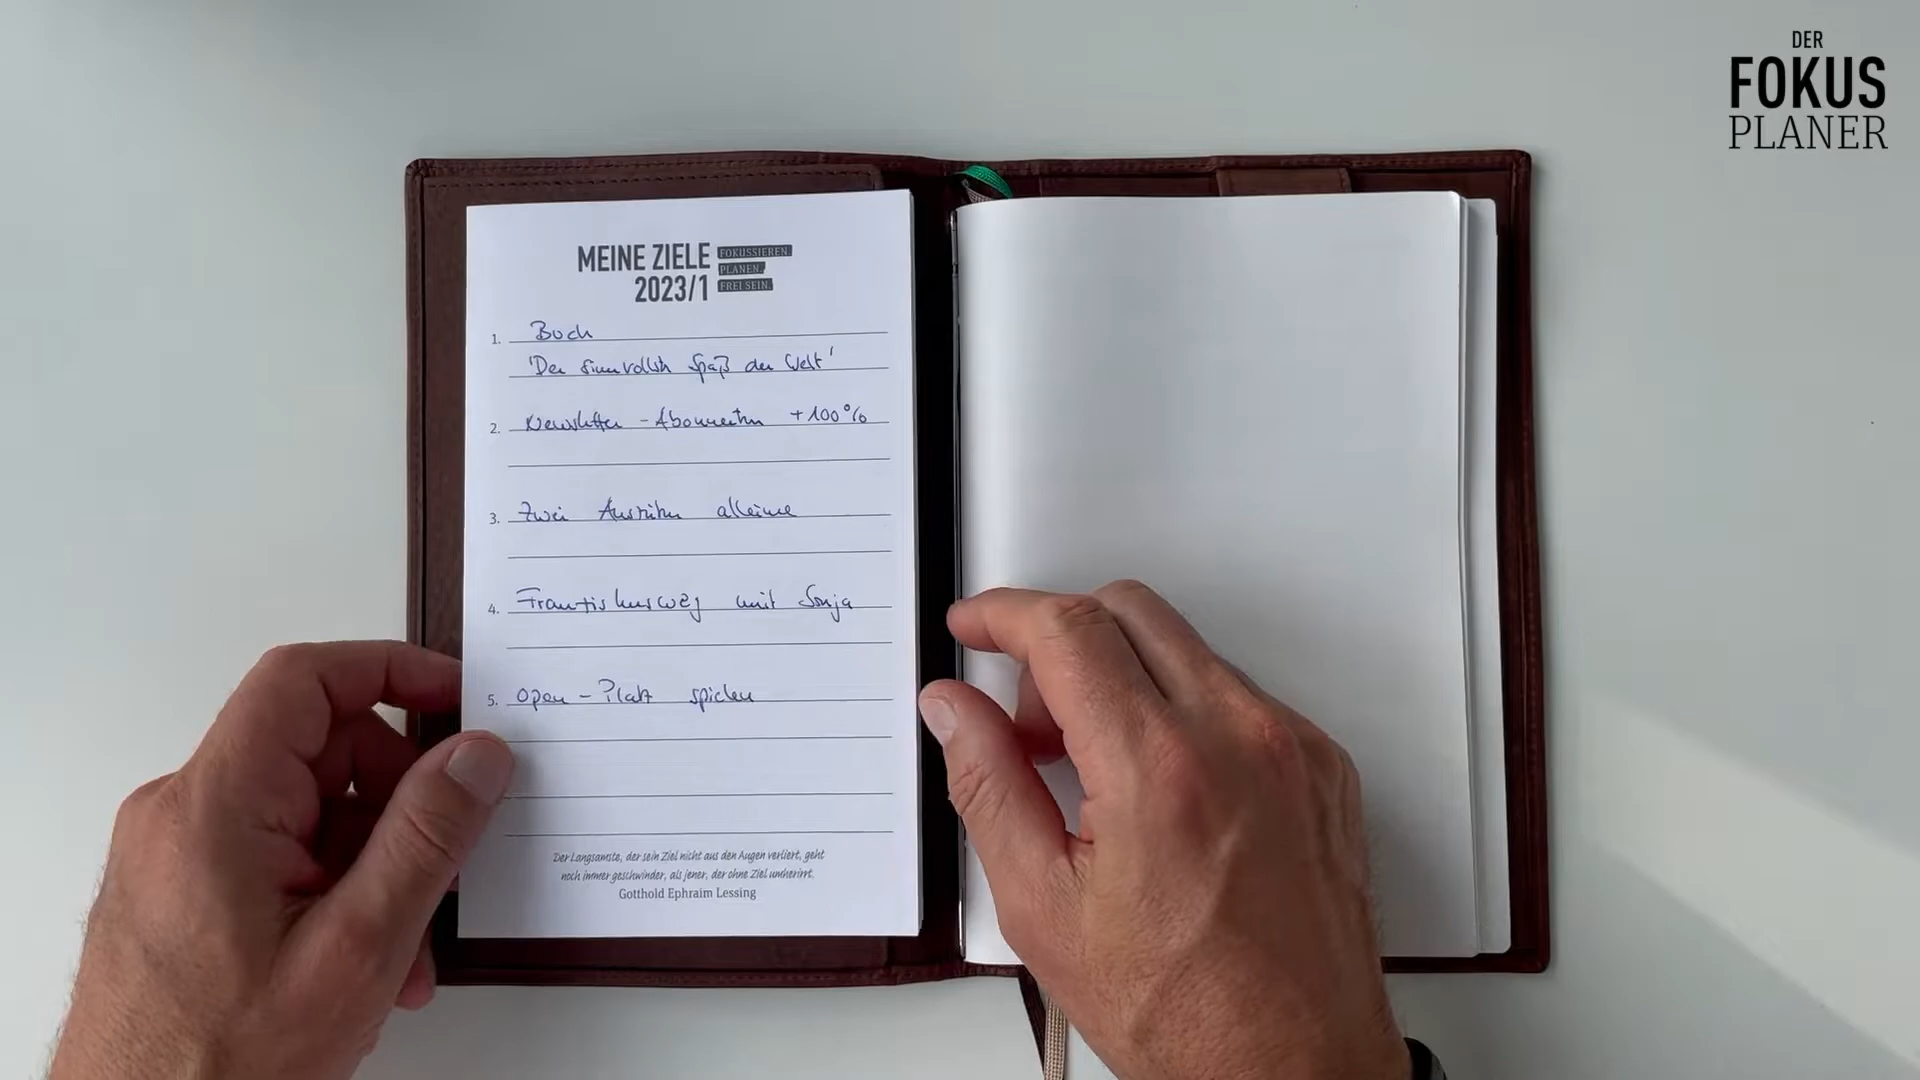 DER
FOKUS
PLANER
MEINE ZIELE
2023/1
FOKUSSIEREN.
PLANEN.
FREI SEIN.
1. Buch
'Der sinnvollste Spaß der Welt'
2. Newsletter - Abonnenten +100%
3. Zwei Auszeiten alleine
4. Franziskusweg mit Sonja
5. Open - Platz spielen
Der Langsamste, der sein Ziel nicht aus den Augen verliert, geht
noch immer geschwinder, als jener, der ohne Ziel umherirrt.
Gotthold Ephraim Lessing